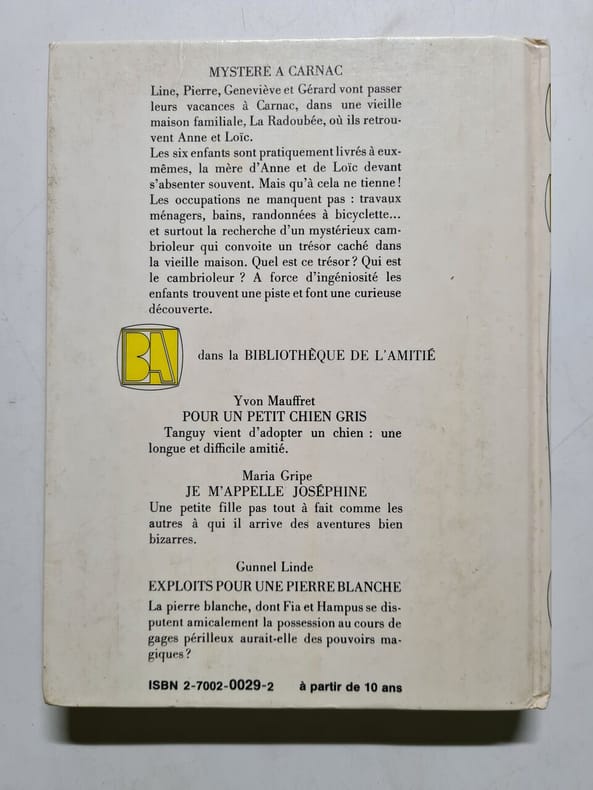 MYSTERE A CARNAC
Line, Pierre, Geneviève et Gérard vont passer
leurs vacances à Carnac, dans une vieille
maison familiale, La Radoubée, où ils retrou-
vent Anne et Loïc.
Les six enfants sont pratiquement livrés à eux-
mêmes, la mère d'Anne et de Loïc devant
s'absenter souvent. Mais qu'à cela ne tienne !
Les occupations ne manquent pas : travaux
ménagers, bains, randonnées à bicyclette...
et surtout la recherche d'un mystérieux cam-
brioleur qui convoite un trésor caché dans
la vieille maison. Quel est ce trésor ? Qui est
le cambrioleur ? A force d'ingéniosité les
enfants trouvent une piste et font une curieuse
découverte.
BA
dans la BIBLIOTHÈQUE DE L'AMITIÉ
Yvon Mauffret
POUR UN PETIT CHIEN GRIS
Tanguy vient d'adopter un chien : une
longue et difficile amitié.
Maria Gripe
JE M'APPELLE JOSÉPHINE
Une petite fille pas tout à fait comme les
autres à qui il arrive des aventures bien
bizarres.
Gunnel Linde
EXPLOITS POUR UNE PIERRE BLANCHE
La pierre blanche, dont Fia et Hampus se dis-
putent amicalement la possession au cours de
gages périlleux aurait-elle des pouvoirs ma-
giques ?
ISBN 2-7002-0029-2 à partir de 10 ans